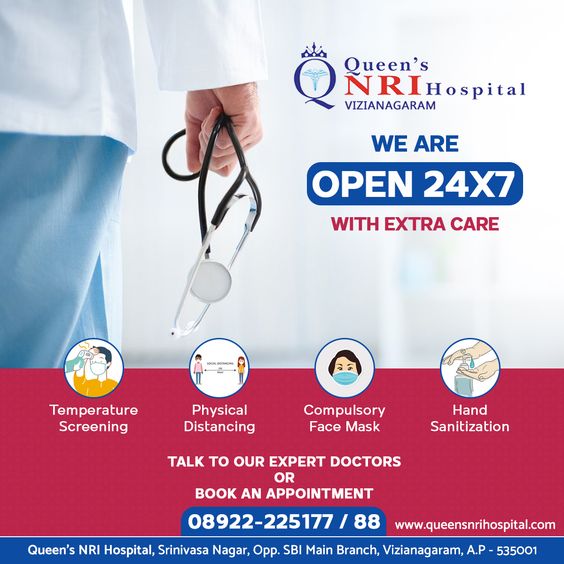 Queen's
NRI Hospital
VIZIANAGARAM
WE ARE
OPEN 24X7
WITH EXTRA CARE
Temperature
Screening
SOCIAL DISTANCING
Physical
Distancing
Compulsory
Face Mask
Hand
Sanitization
TALK TO OUR EXPERT DOCTORS
OR
BOOK AN APPOINTMENT
08922-225177 / 88
www.queensnrihospital.com
Queen's NRI Hospital, Srinivasa Nagar, Opp. SBI Main Branch, Vizianagaram, A.P - 535001